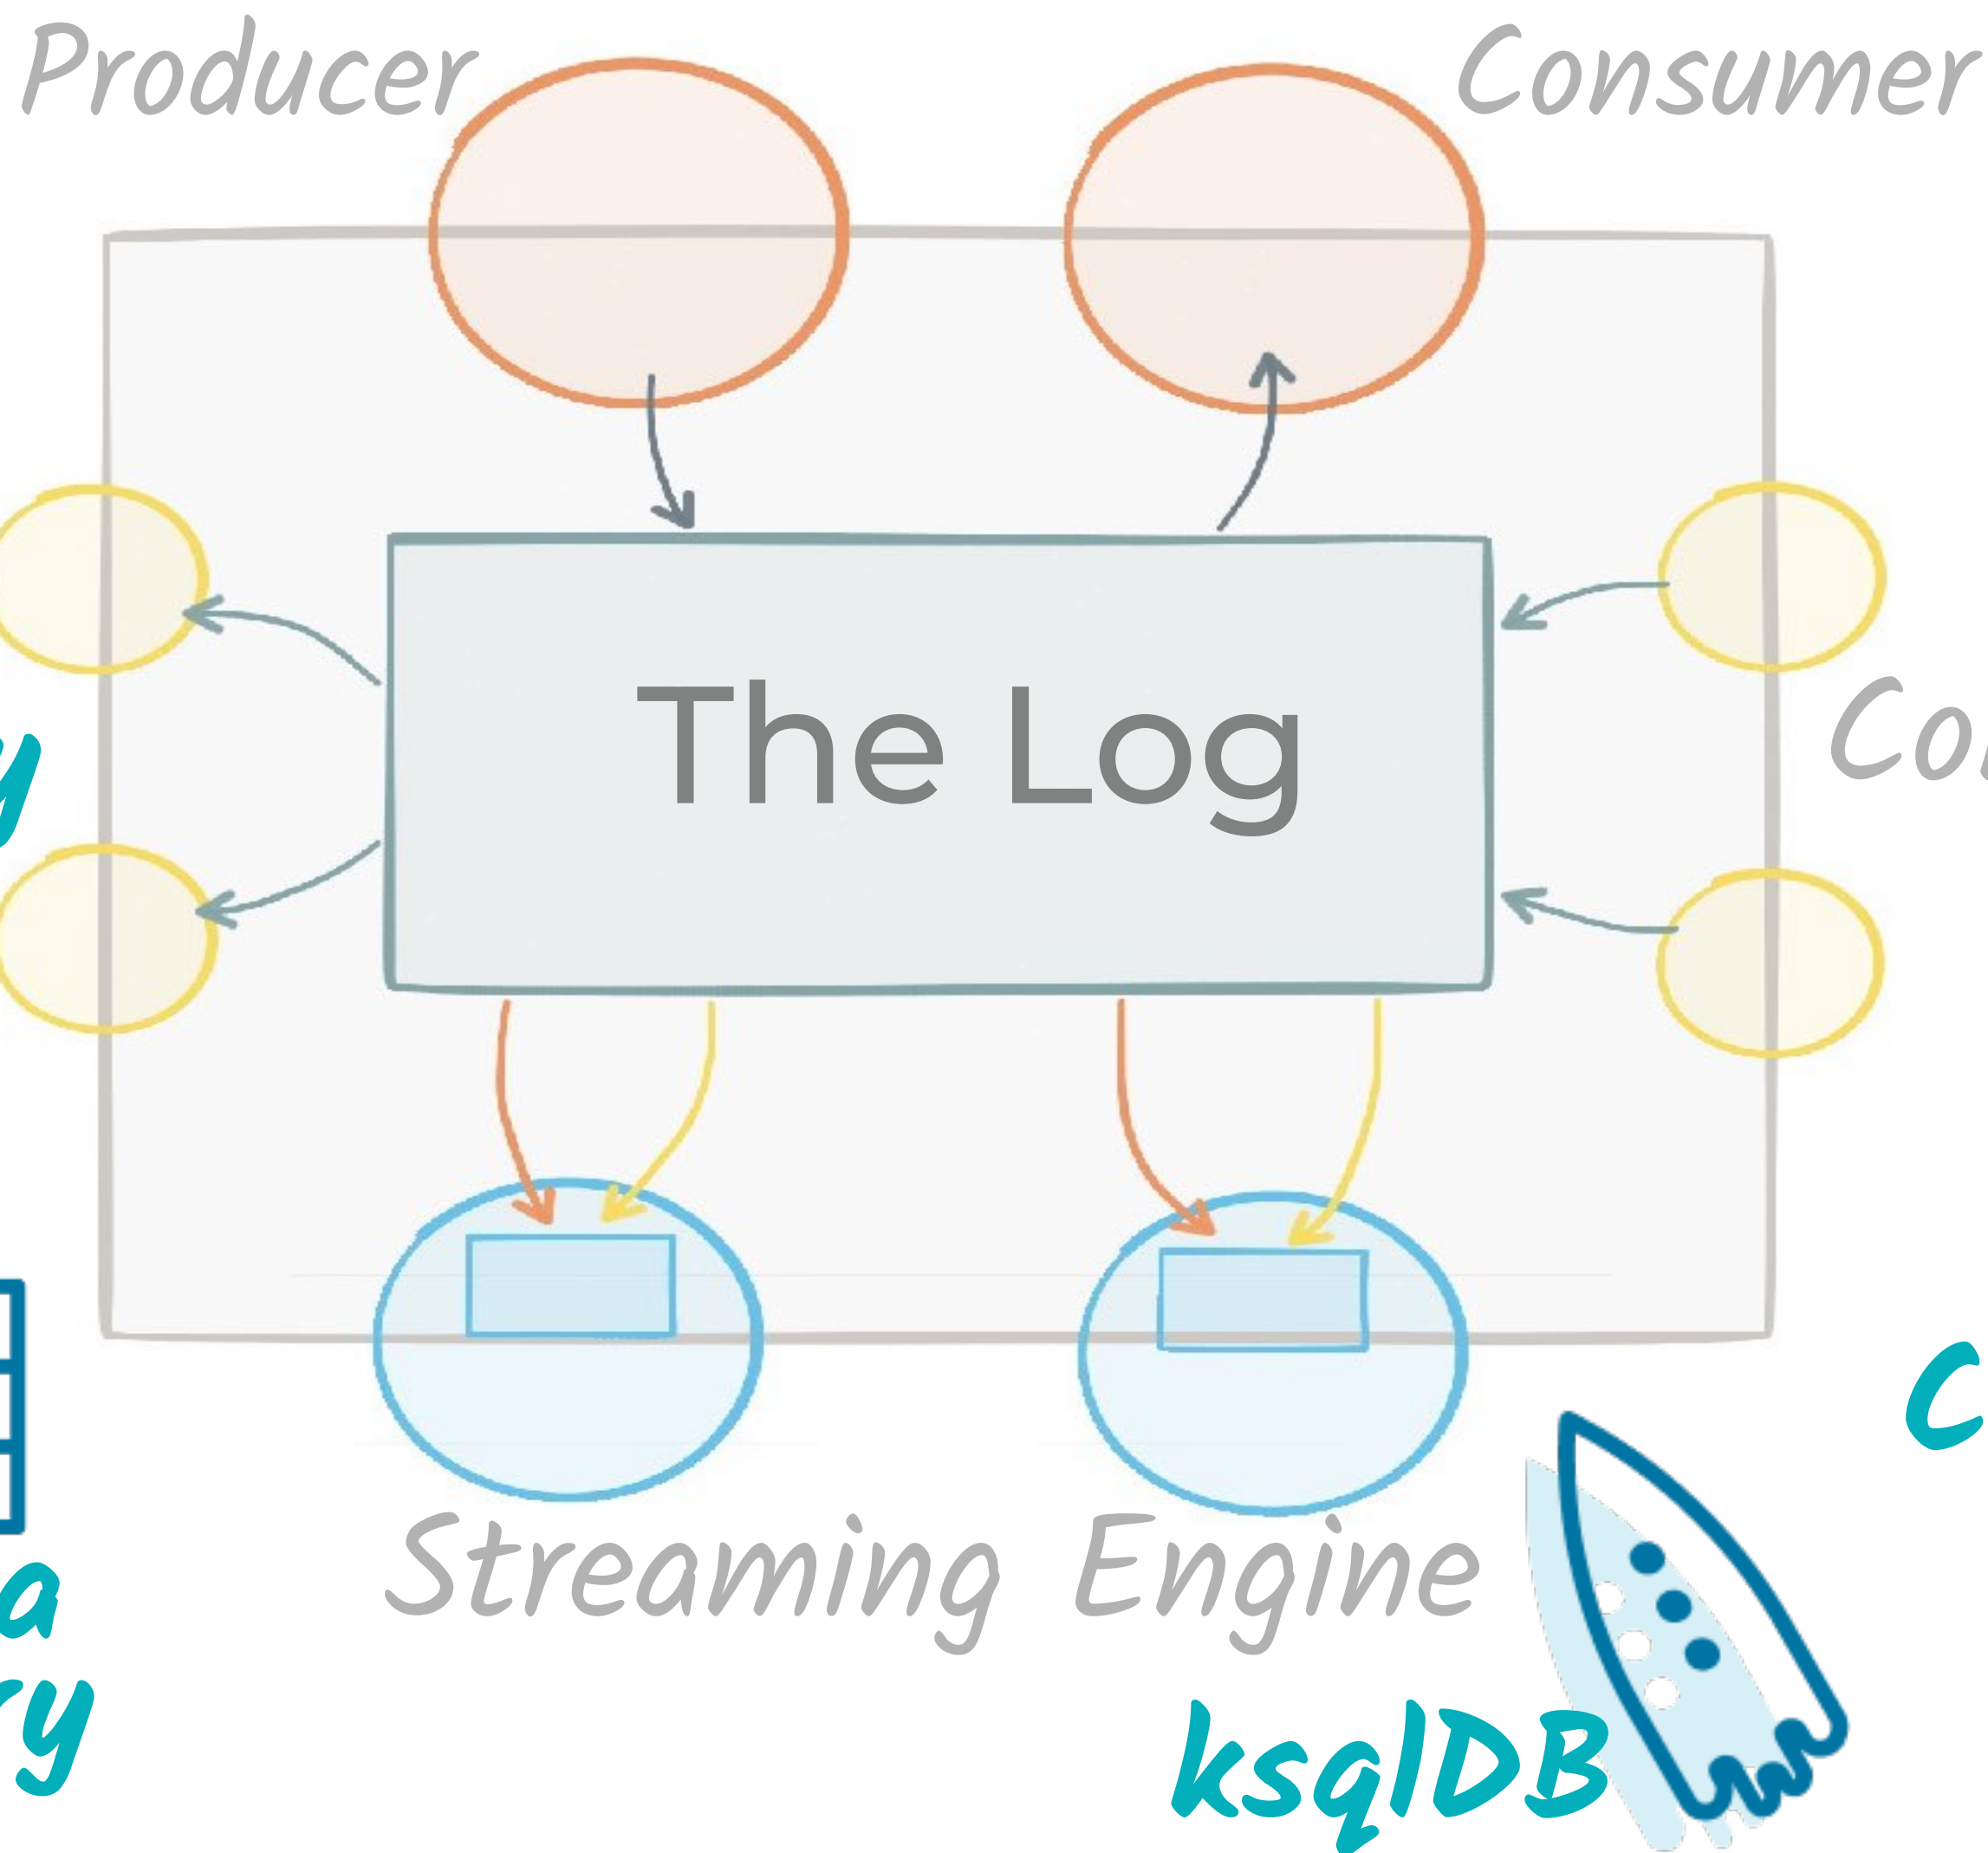 Producer
Consumer
The Log
Streaming Engine
ksqlDB